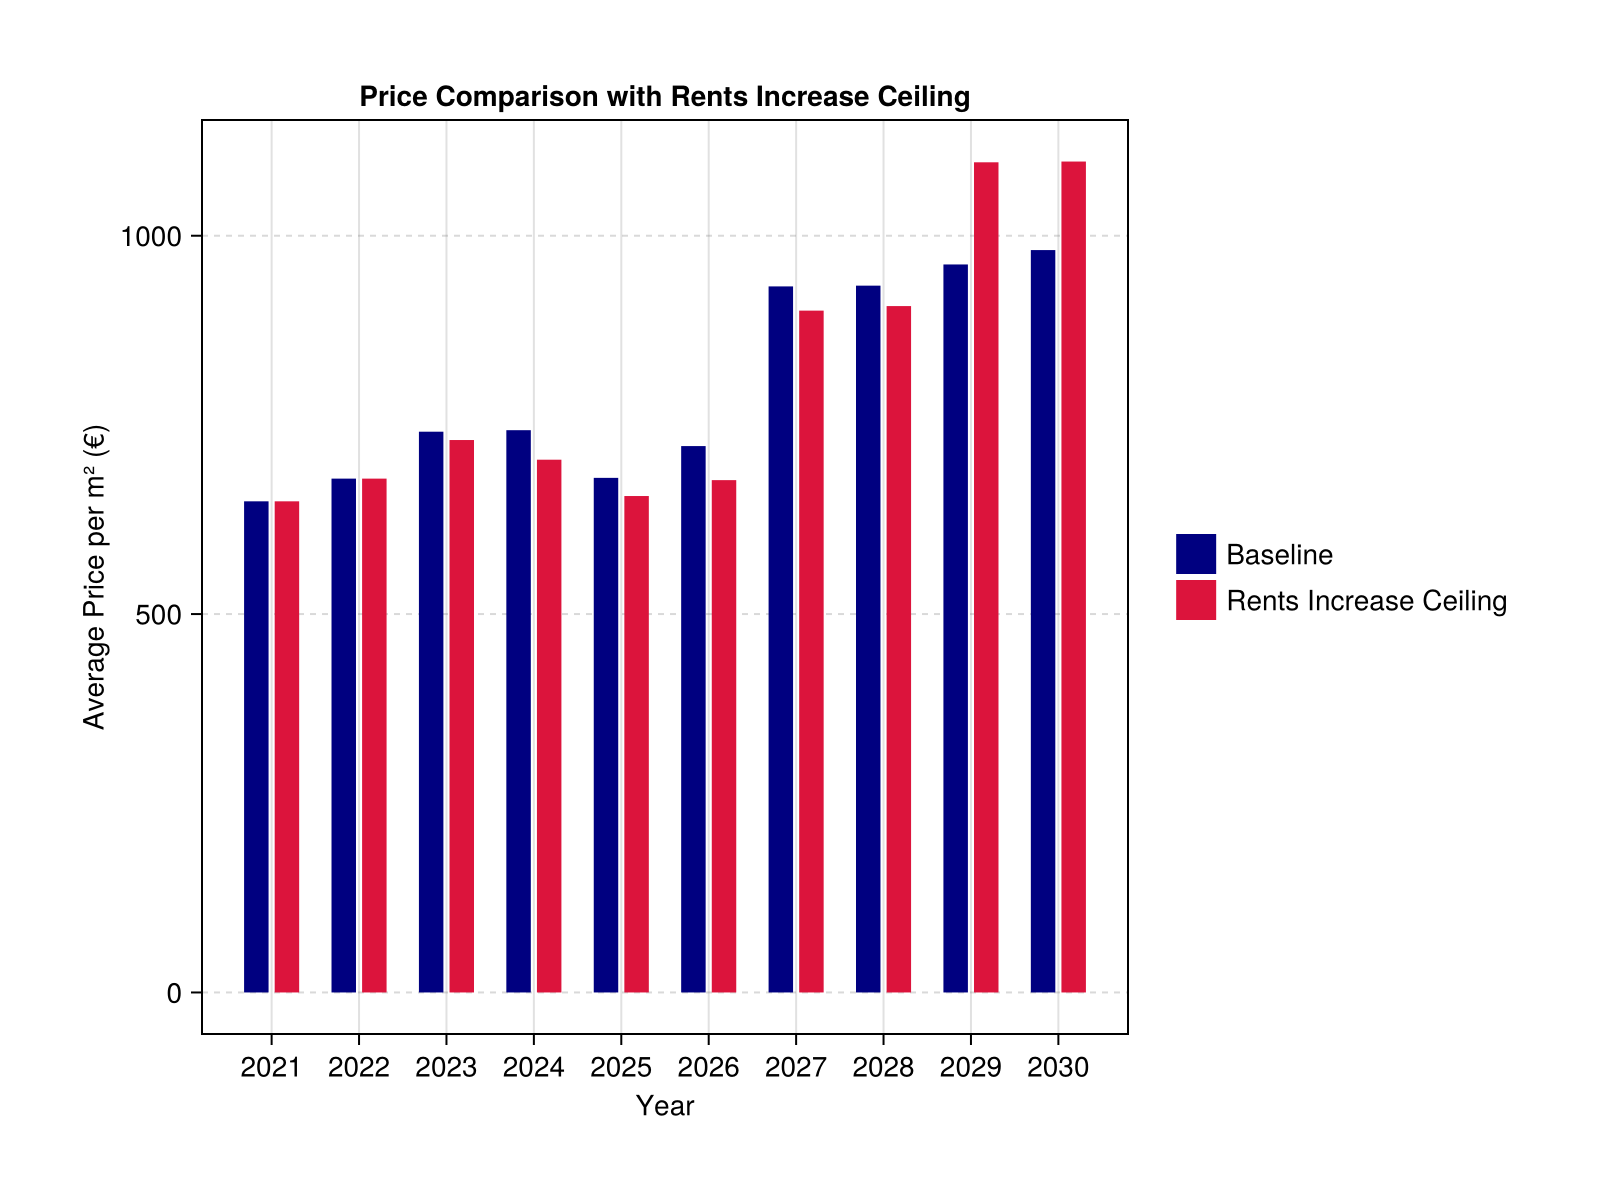 Price Comparison with Rents Increase Ceiling
Average Price per m² (€)
1000
500
0
2021 2022 2023 2024 2025 2026 2027 2028 2029 2030
Year
Baseline
Rents Increase Ceiling